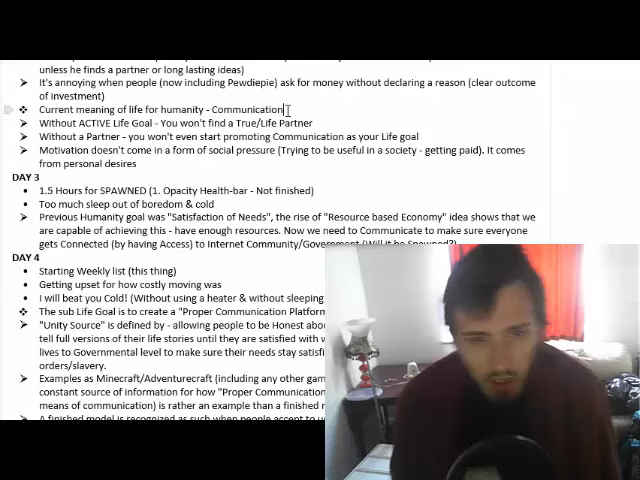 unless he finds a partner or long lasting ideas)
It's annoying when people (now including Pewdiepie) ask for money without declaring a reason (clear outcome
of investment)
Current meaning of life for humanity - Communication
Without ACTIVE Life Goal - You won't find a True/Life Partner
Without a Partner - you won't even start promoting Communication as your Life goal
Motivation doesn't come in a form of social pressure (Trying to be useful in a society - getting paid). It comes
from personal desires
DAY 3
1.5 Hours for SPAWNED (1. Opacity Health-bar - Not finished)
Too much sleep out of boredom & cold
Previous Humanity goal was "Satisfaction of Needs", the rise of "Resource based Economy" idea shows that we
are capable of achieving this - have enough resources. Now we need to Communicate to make sure everyone
gets Connected (by having Access) to Internet Community/Government (Will it be Spawned?)
DAY 4
Starting Weekly list (this thing)
Getting upset for how costly moving was
I will beat you Cold! (Without using a heater & without sleeping
The sub Life Goal is to create a "Proper Communication Platform
"Unity Source" is defined by - allowing people to be Honest abo
tell full versions of their life stories until they are satisfied with
lives to Governmental level to make sure their needs stay satisfi
orders/slavery.
Examples as Minecraft/Adventurecraft (including any other gam
constant source of information for how "Proper Communication
means of communication) is rather an example than a finished
A finished model is recognized as such when people accept to